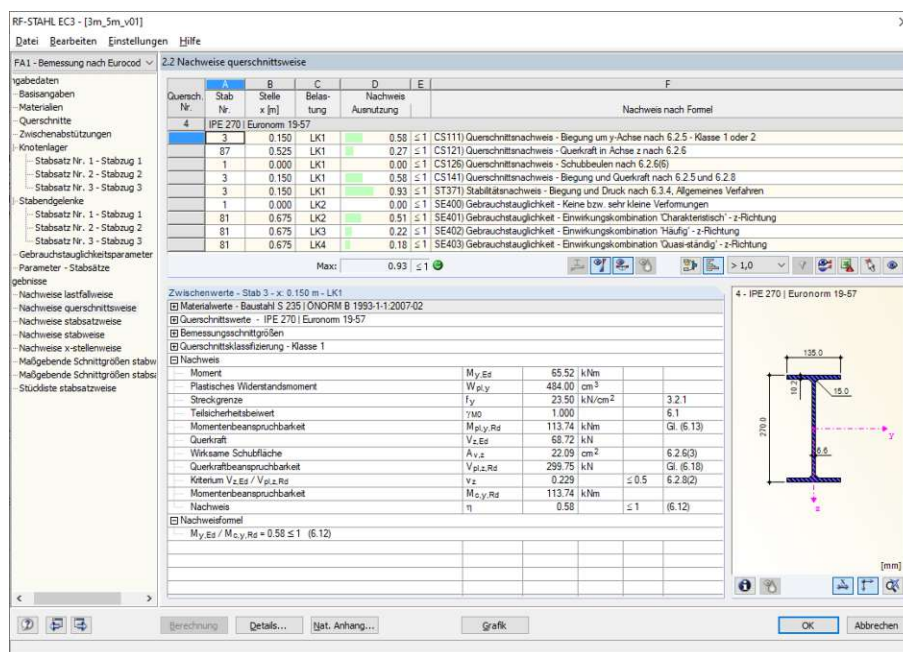 RF-STAHL EC3 - [3m_5m_v01]
Datei Bearbeiten Einstellungen Hilfe
FA1 - Bemessung nach Eurocod
2.2 Nachweise querschnittsweise
ngabedaten
Basisangaben
Materialien
Querschnitte
Zwischenabstützungen
Knotenlager
Stabsatz Nr. 1 - Stabzug 1
Stabsatz Nr. 2 - Stabzug 2
Stabsatz Nr. 3 - Stabzug 3
Stabendgelenke
Stabsatz Nr. 1 - Stabzug 1
Stabsatz Nr. 2 - Stabzug 2
Stabsatz Nr. 3 - Stabzug 3
Gebrauchstauglichkeitsparameter
Parameter - Stabsätze
gebnisse
Nachweise lastfallweise
Nachweise querschnittsweise
Nachweise stabsatzweise
Nachweise stabweise
Nachweise x-stellenweise
Maßgebende Schnittgrößen stabw
Maßgebende Schnittgrößen stabsa
Stückliste stabsatzweise
A B C D E F
Quersch. Stab Stelle Belas- Nachweis
Nr. Nr. x [m] tung Ausnutzung Nachweis nach Formel
4 IPE 270 | Euronorm 19-57
3 0.150 LK1 0.58 ≤ 1 CS111) Querschnittsnachweis - Biegung um y-Achse nach 6.2.5 - Klasse 1 oder 2
87 0.525 LK1 0.27 ≤ 1 CS121) Querschnittsnachweis - Querkraft in Achse z nach 6.2.6
1 0.000 LK1 0.00 ≤ 1 CS126) Querschnittsnachweis - Schubbeulen nach 6.2.6(6)
3 0.150 LK1 0.58 ≤ 1 CS141) Querschnittsnachweis - Biegung und Querkraft nach 6.2.5 und 6.2.8
3 0.150 LK1 0.93 ≤ 1 ST371) Stabilitätsnachweis - Biegung und Druck nach 6.3.4, Allgemeines Verfahren
1 0.000 LK2 0.00 ≤ 1 SE400) Gebrauchstauglichkeit - Keine bzw. sehr kleine Verfomungen
81 0.675 LK2 0.51 ≤ 1 SE401) Gebrauchstauglichkeit - Einwirkungskombination 'Charakteristisch' - z-Richtung
81 0.675 LK3 0.22 ≤ 1 SE402) Gebrauchstauglichkeit - Einwirkungskombination 'Häufig' - z-Richtung
81 0.675 LK4 0.18 ≤ 1 SE403) Gebrauchstauglichkeit - Einwirkungskombination 'Quasi-ständig' - z-Richtung
Max: 0.93 ≤ 1
> 1,0
Zwischenwerte - Stab 3 - x: 0.150 m - LK1
Materialwerte - Baustahl S 235 | ÖNORM B 1993-1-1:2007-02
Querschnittswerte - IPE 270 | Euronorm 19-57
Bemessungsschnittgrößen
Querschnittsklassifizierung - Klasse 1
Nachweis
Moment My,Ed 65.52 kNm
Plastisches Widerstandsmoment Wpl,y 484.00 cm³
Streckgrenze fy 23.50 kN/cm² 3.2.1
Teilsicherheitsbeiwert γM0 1.000 6.1
Momentenbeanspruchbarkeit Mpl,y,Rd 113.74 kNm Gl. (6.13)
Querkraft Vz,Ed 68.72 kN
Wirksame Schubfläche Av,z 22.09 cm² 6.2.6(3)
Querkraftbeanspruchbarkeit Vpl,z,Rd 299.75 kN Gl. (6.18)
Kriterium Vz,Ed / Vpl,z,Rd vz 0.229 ≤ 0.5 6.2.8(2)
Momentenbeanspruchbarkeit Mc,y,Rd 113.74 kNm
Nachweis η 0.58 ≤ 1 (6.12)
Nachweisformel
My,Ed / Mc,y,Rd = 0.58 ≤ 1 (6.12)
4 - IPE 270 | Euronorm 19-57
135.0
10.2
15.0
270.0
6.6
y
z
[mm]
Berechnung Details... Nat. Anhang... Grafik OK Abbrechen